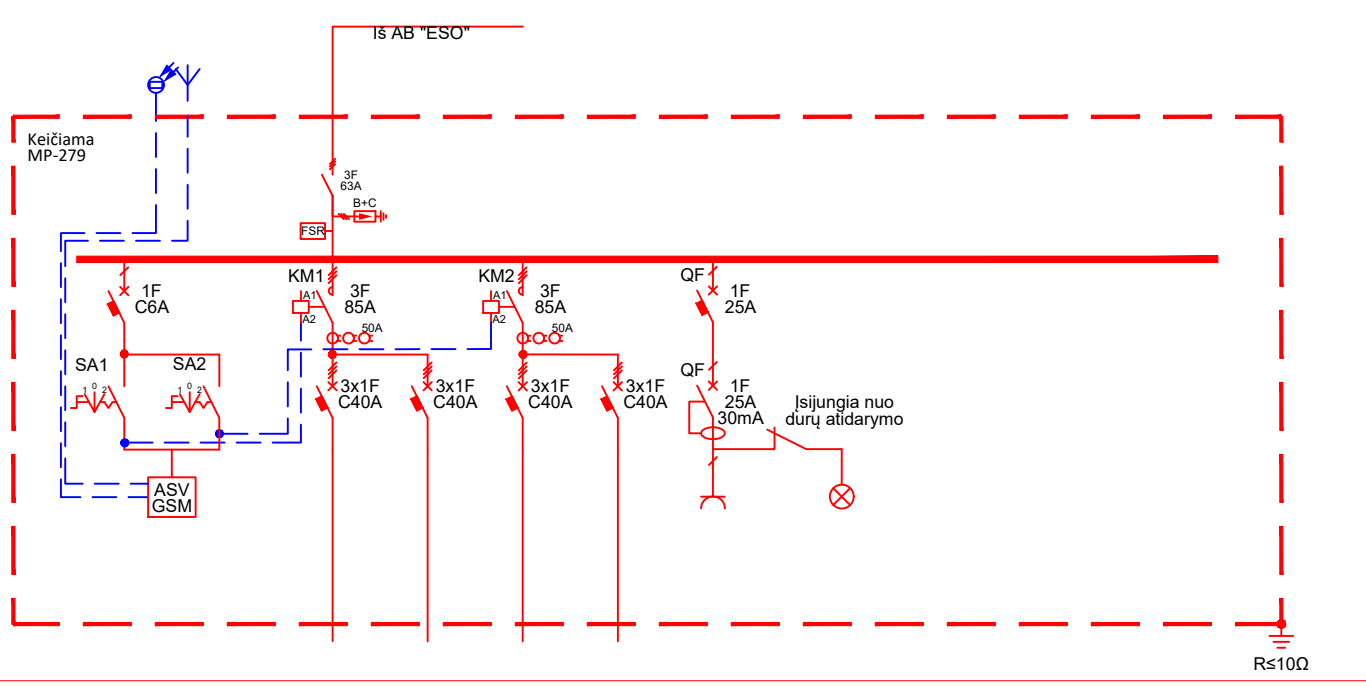 Iš AB "ESO"
Keičiama
MP-279
3F
63A
B+C
FSR
1F
C6A
KM1
A1
A2
3F
85A
50A
KM2
A1
A2
3F
85A
50A
QF
1F
25A
SA1
1 0 2
SA2
1 0 2
3x1F
C40A
3x1F
C40A
3x1F
C40A
3x1F
C40A
QF
1F
25A
30mA
Įsijungia nuo
durų atidarymo
ASV
GSM
R≤10Ω